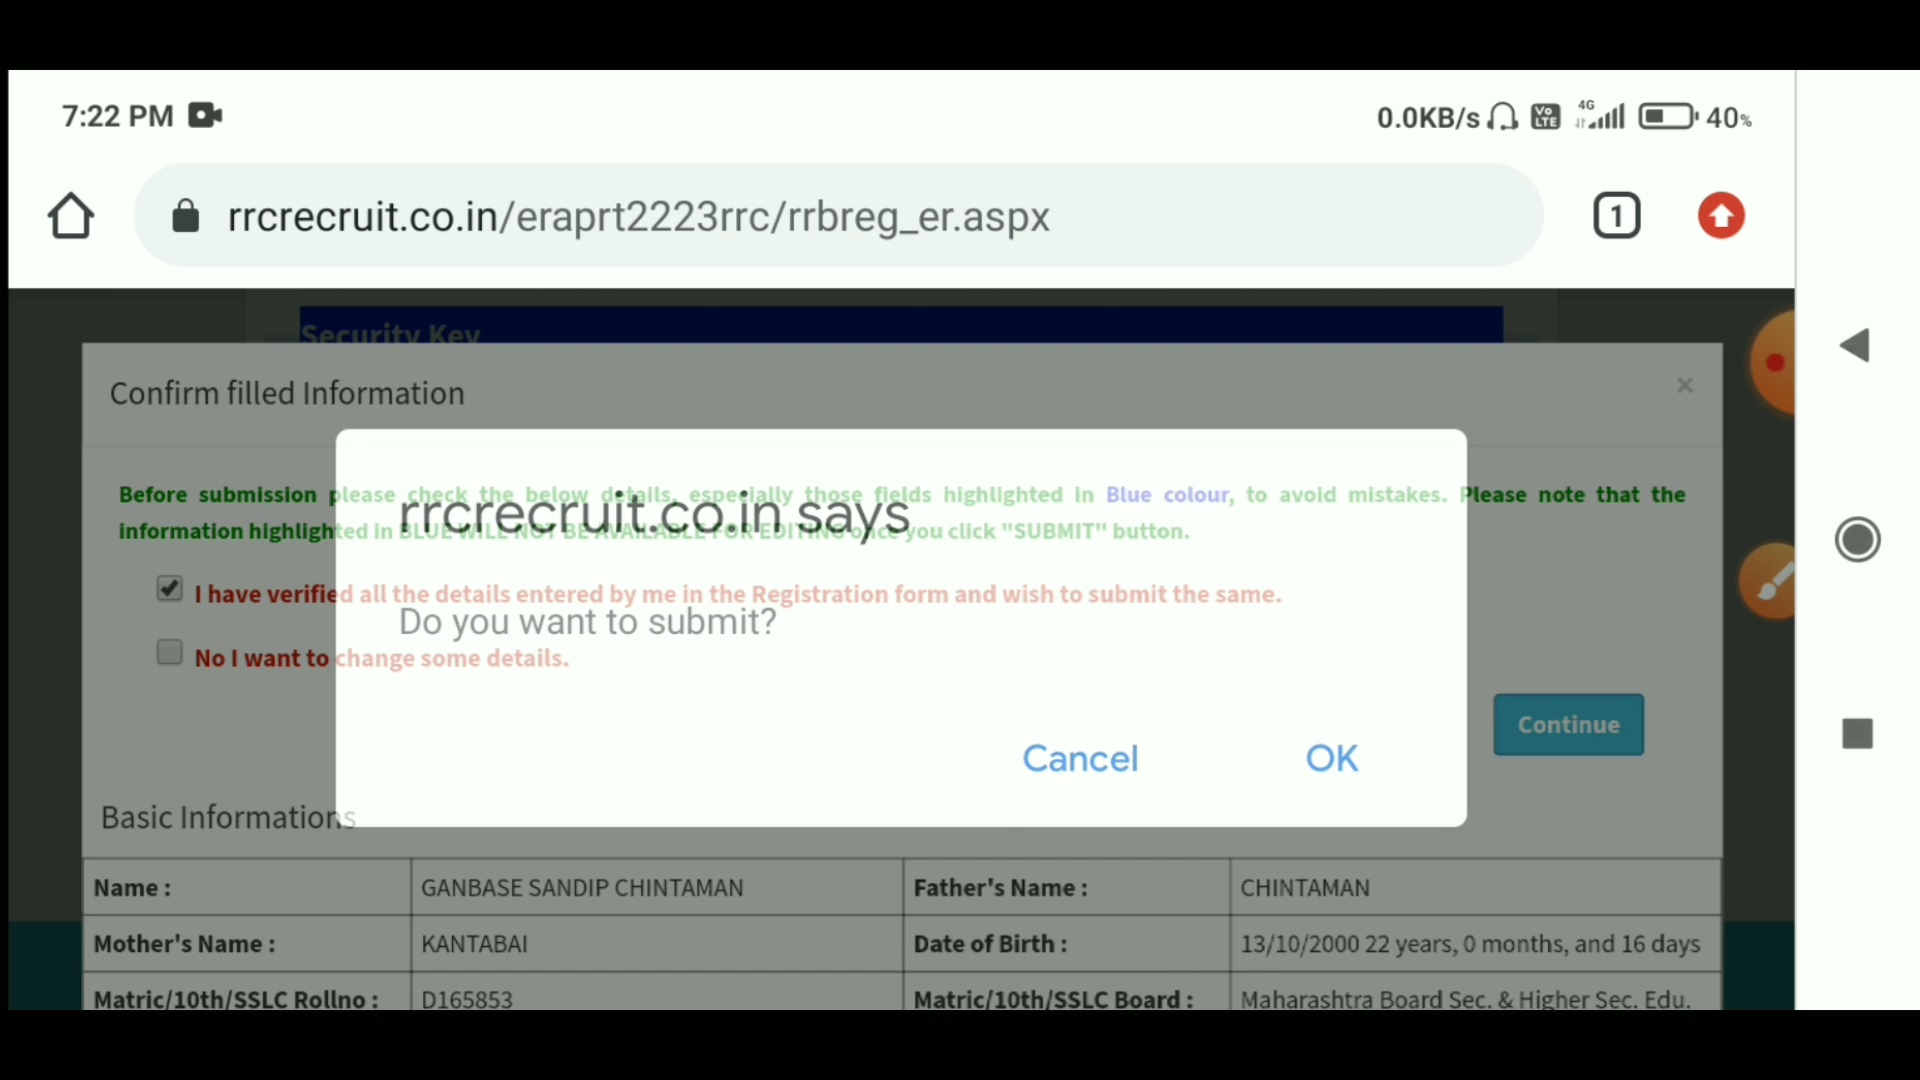 7:22 PM
0.0KB/s Vo LTE 4G 40%
rrcrecruit.co.in/eraprt2223rrc/rrbreg_er.aspx
1
Security Key
Confirm filled Information
×
Before submission please check the below details, especially those fields highlighted in Blue colour, to avoid mistakes. Please note that the
information highlighted in BLUE WILL NOT BE AVAILABLE FOR EDITING once you click "SUBMIT" button.
rrcrecruit.co.in says
I have verified all the details entered by me in the Registration form and wish to submit the same.
Do you want to submit?
No I want to change some details.
Continue
Cancel OK
Basic Informations
Name : GANBASE SANDIP CHINTAMAN Father's Name : CHINTAMAN
Mother's Name : KANTABAI Date of Birth : 13/10/2000 22 years, 0 months, and 16 days
Matric/10th/SSLC Rollno : D165853 Matric/10th/SSLC Board : Maharashtra Board Sec. & Higher Sec. Edu.